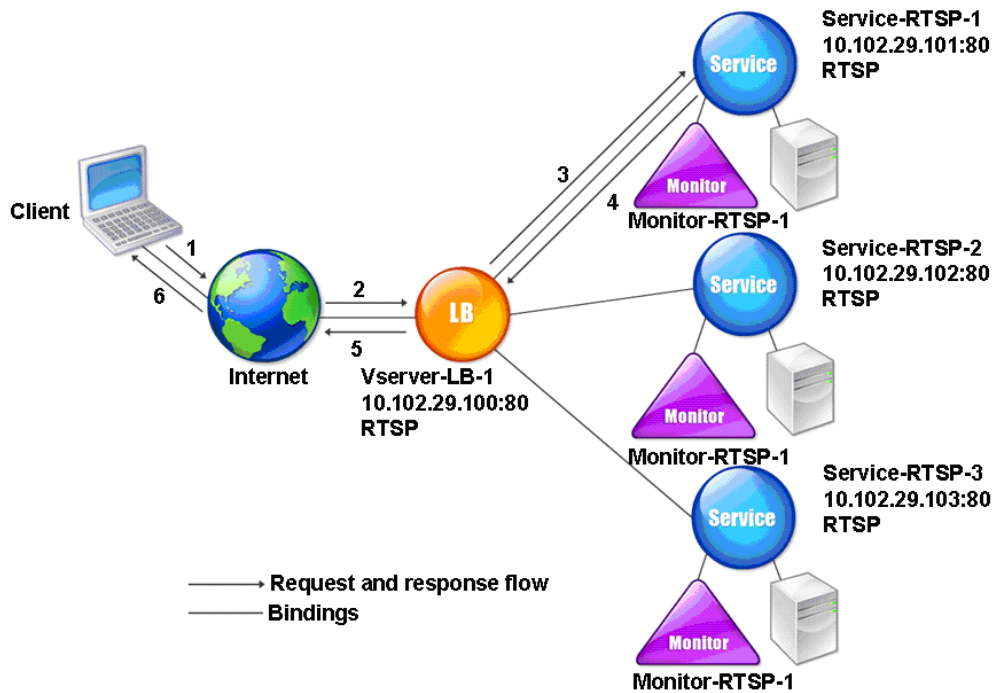 Service-RTSP-1
10.102.29.101:80
RTSP
Service
Monitor
Monitor-RTSP-1
3
4
Client
1
6
Internet
2
5
LB
Vserver-LB-1
10.102.29.100:80
RTSP
Service-RTSP-2
10.102.29.102:80
RTSP
Service
Monitor
Monitor-RTSP-1
Service-RTSP-3
10.102.29.103:80
RTSP
Service
Monitor
Monitor-RTSP-1
Request and response flow
Bindings